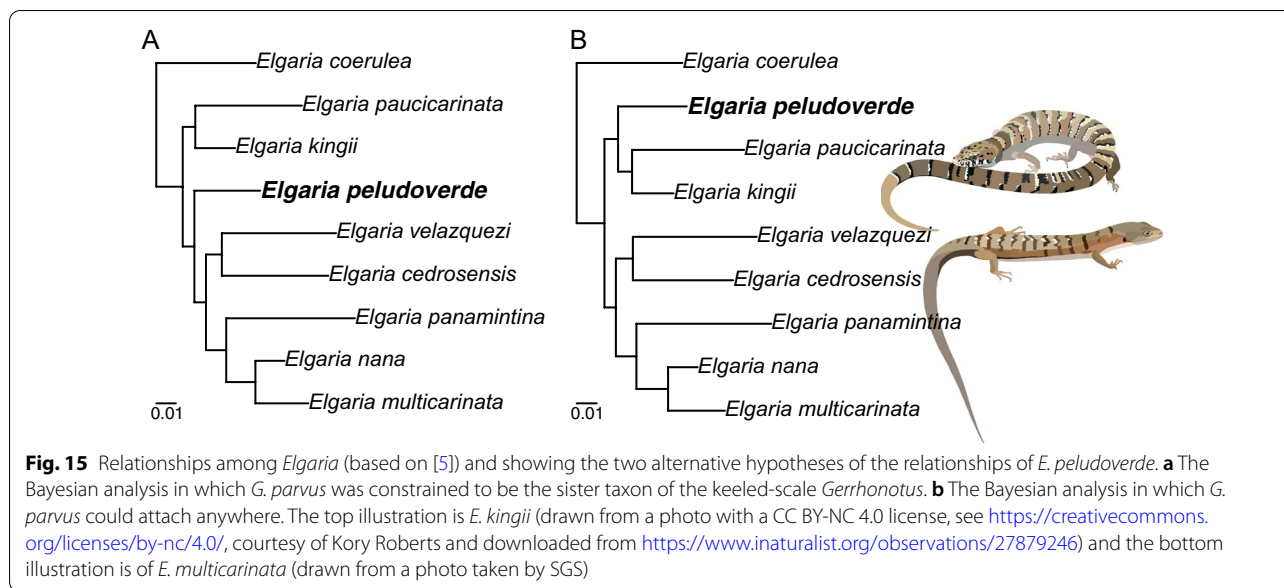 A
B
Elgaria coerulea
Elgaria paucicarinata
Elgaria kingii
Elgaria peludoverde
Elgaria velazquezi
Elgaria cedrosensis
Elgaria panamintina
Elgaria nana
Elgaria multicarinata
0.01
Elgaria coerulea
Elgaria peludoverde
Elgaria paucicarinata
Elgaria kingii
Elgaria velazquezi
Elgaria cedrosensis
Elgaria panamintina
Elgaria nana
Elgaria multicarinata
0.01
Fig. 15 Relationships among Elgaria (based on [5]) and showing the two alternative hypotheses of the relationships of E. peludoverde. a The
Bayesian analysis in which G. parvus was constrained to be the sister taxon of the keeled-scale Gerrhonotus. b The Bayesian analysis in which G.
parvus could attach anywhere. The top illustration is E. kingii (drawn from a photo with a CC BY-NC 4.0 license, see https://creativecommons.
org/licenses/by-nc/4.0/, courtesy of Kory Roberts and downloaded from https://www.inaturalist.org/observations/27879246) and the bottom
illustration is of E. multicarinata (drawn from a photo taken by SGS)